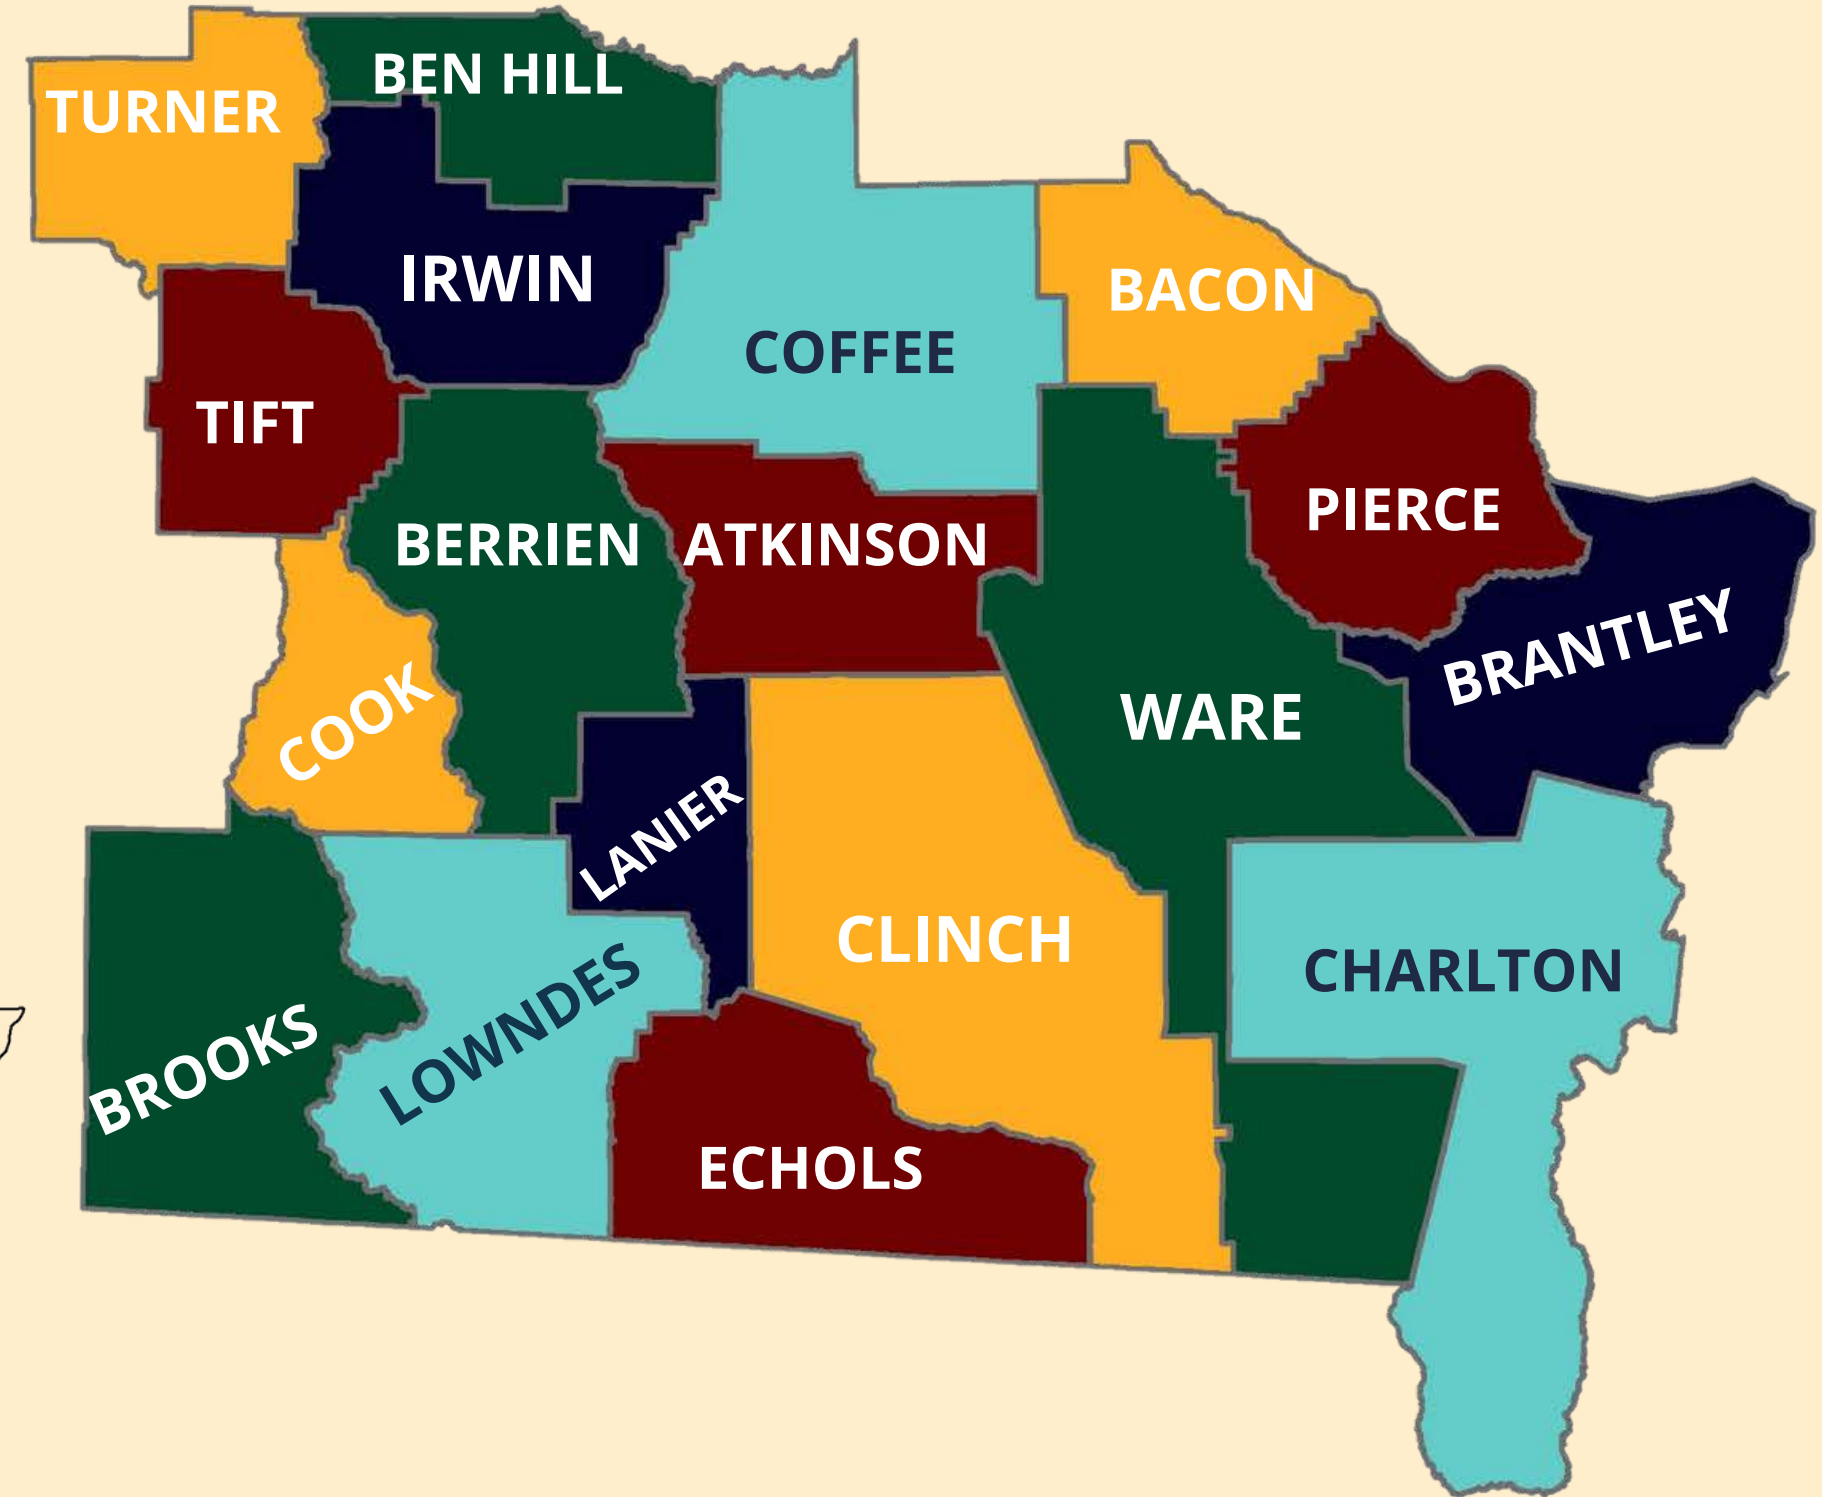 BEN HILL
TURNER
IRWIN
BACON
COFFEE
TIFT
PIERCE
BERRIEN
ATKINSON
BRANTLEY
COOK
WARE
LANIER
CLINCH
CHARLTON
LOWNDES
BROOKS
ECHOLS